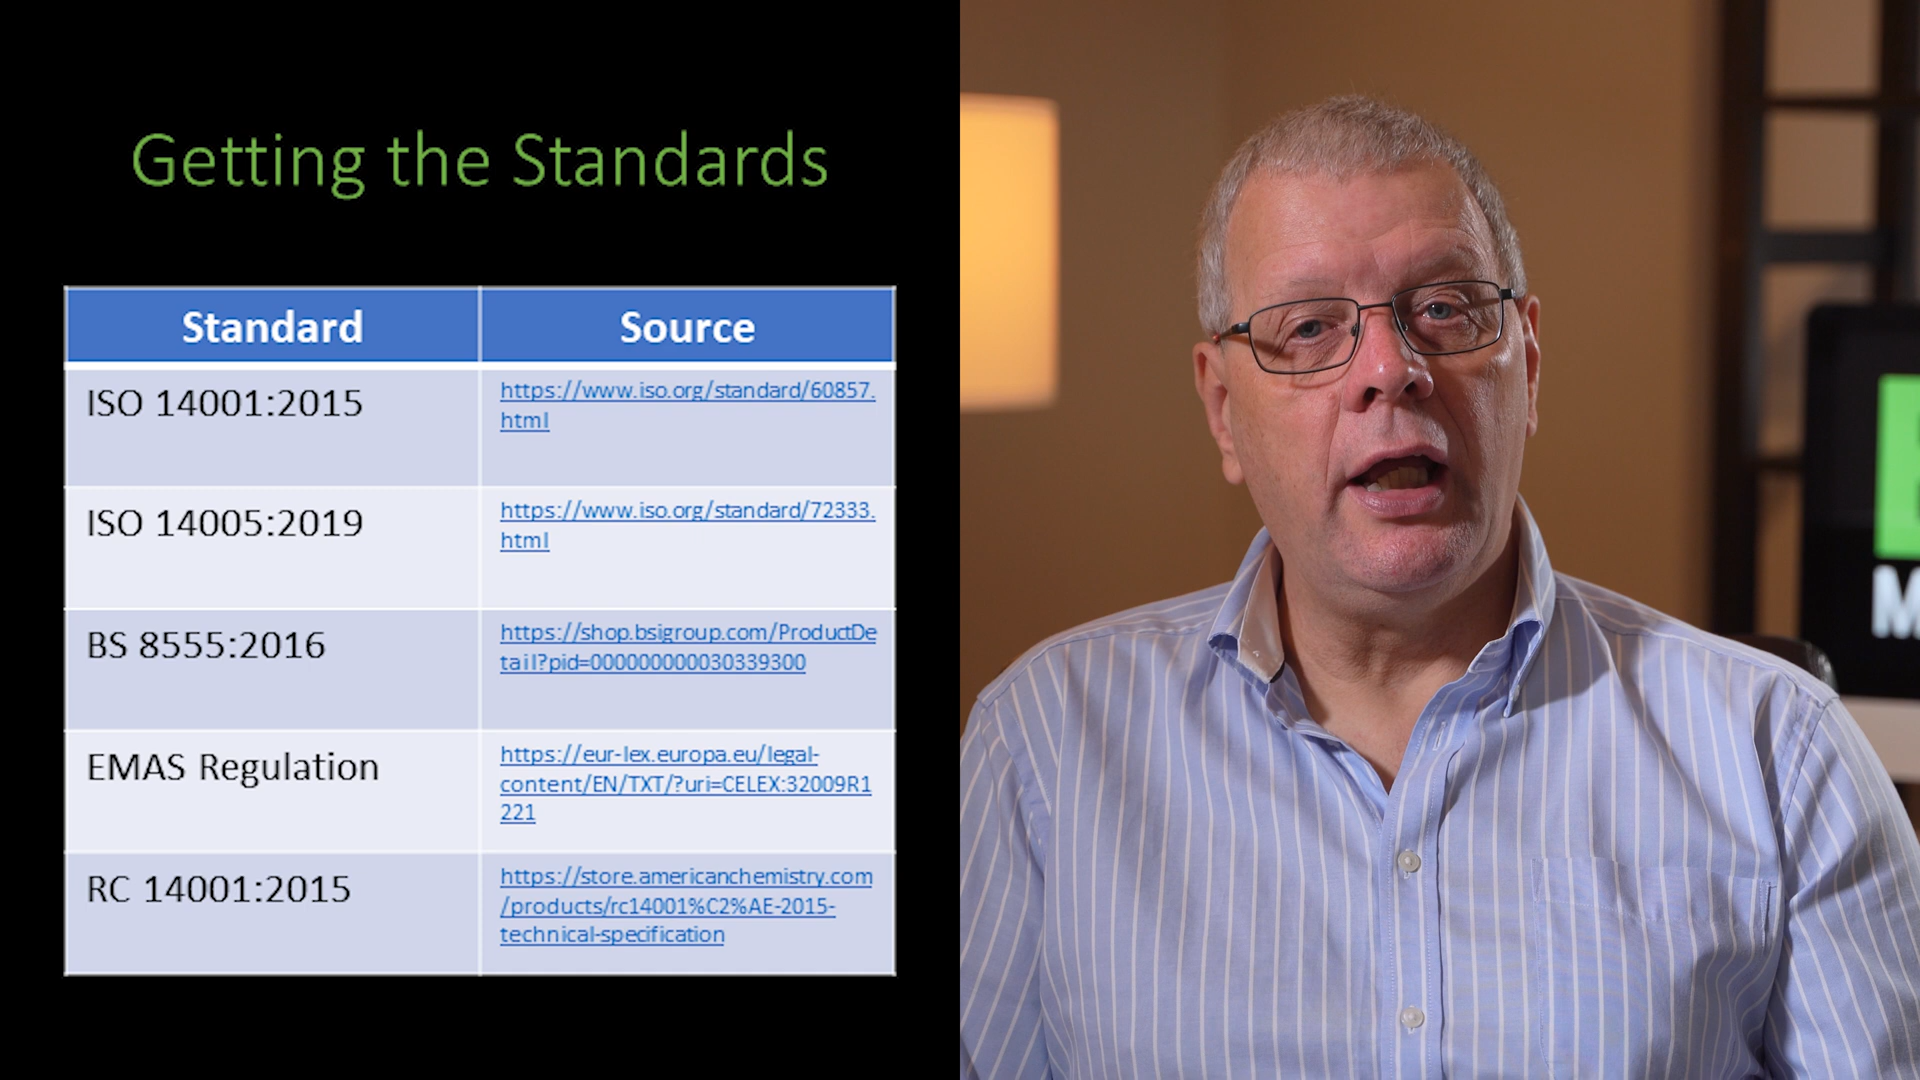 Getting the Standards
Standard
Source
ISO 14001:2015
https://www.iso.org/standard/60857.
html
ISO 14005:2019
https://www.iso.org/standard/72333.
html
BS 8555:2016
https://shop.bsigroup.com/ProductDe
tail?pid=000000000030339300
EMAS Regulation
https://eur-lex.europa.eu/legal-
content/EN/TXT/?uri=CELEX:32009R1
221
RC 14001:2015
https://store.americanchemistry.com
/products/rc14001%C2%AE-2015-
technical-specification